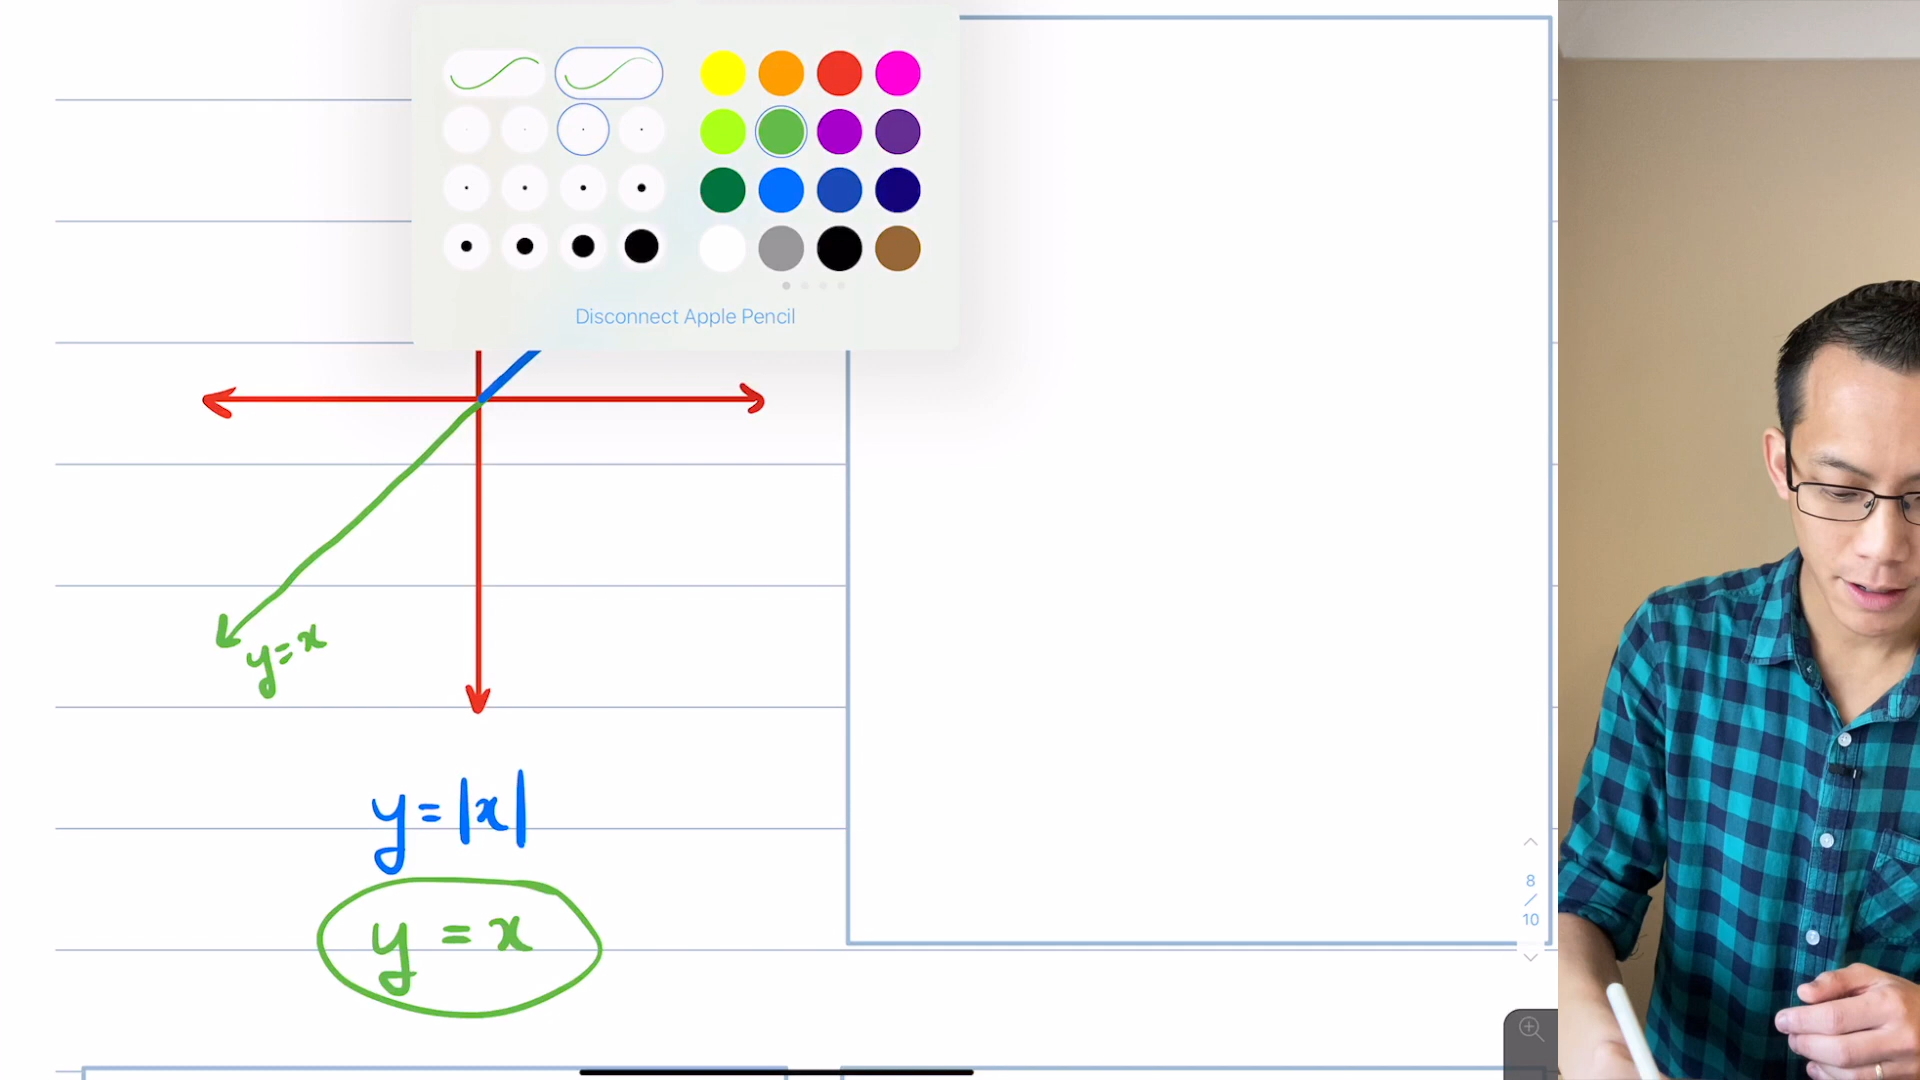 Disconnect Apple Pencil
y=x
y=|x|
y = x
8
/
10